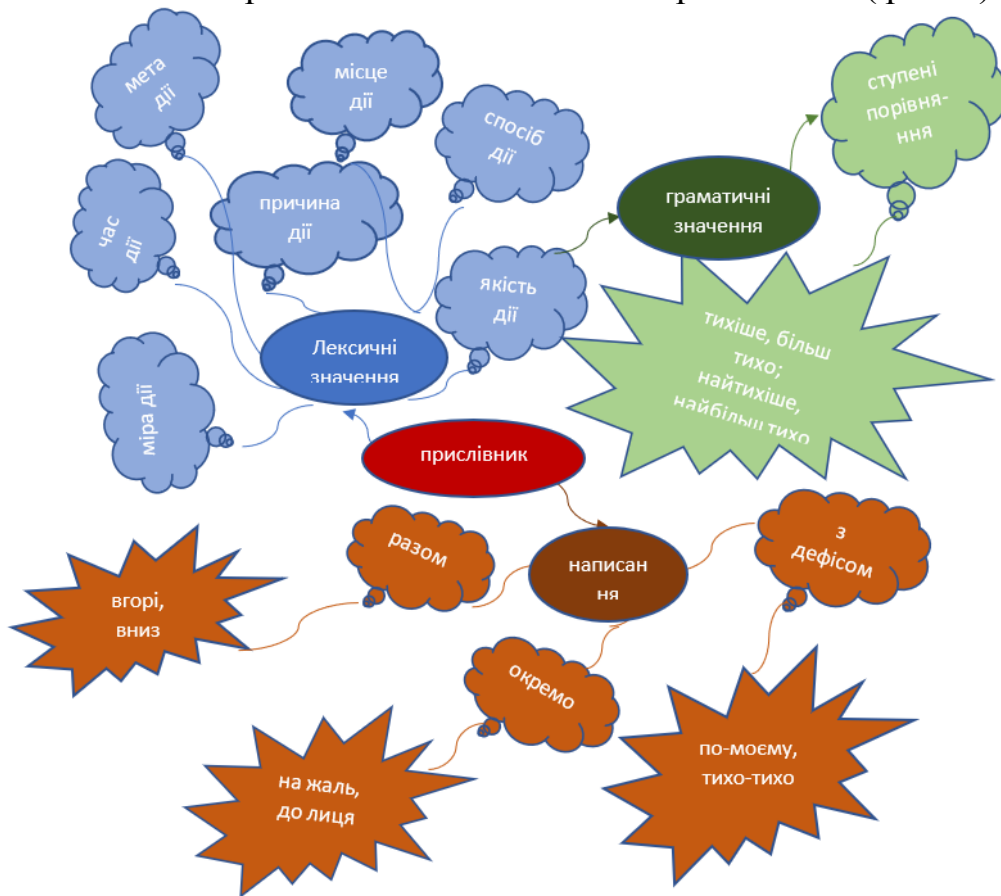 мета
дії
місце
дії
спосіб
дії
ступені
порівня-
ння
час
дії
причина
дії
граматичні
значення
якість
дії
Лексичні
значення
тихіше, більш
тихо;
найтихіше,
найбільш тихо
міра дії
прислівник
разом
з
дефісом
написан
ня
вгорі,
вниз
окремо
на жаль,
до лиця
по-моєму,
тихо-тихо